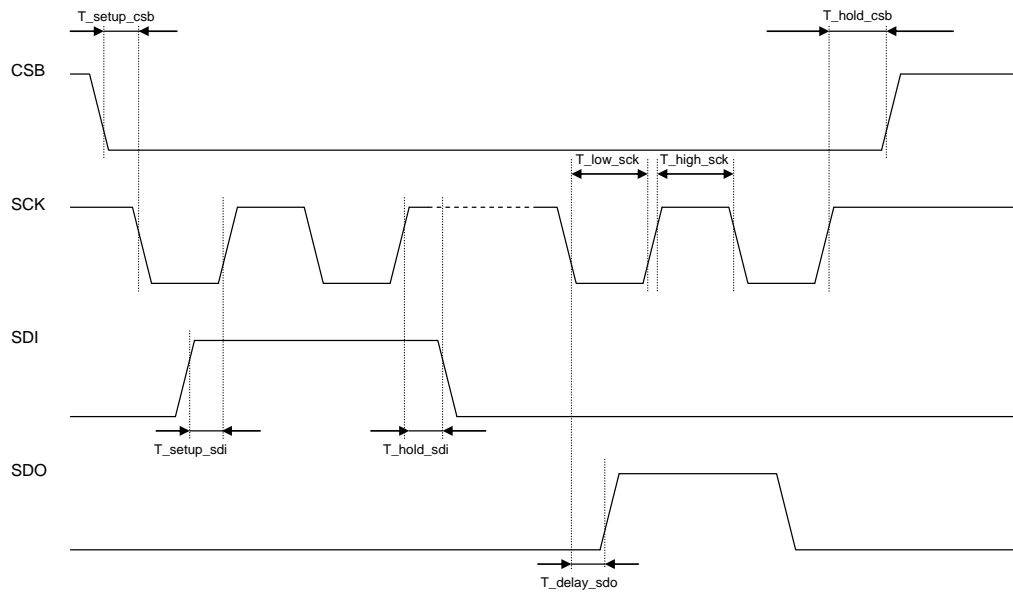 T_setup_csb
T_hold_csb
CSB
T_low_sck
T_high_sck
SCK
SDI
T_setup_sdi
T_hold_sdi
SDO
T_delay_sdo